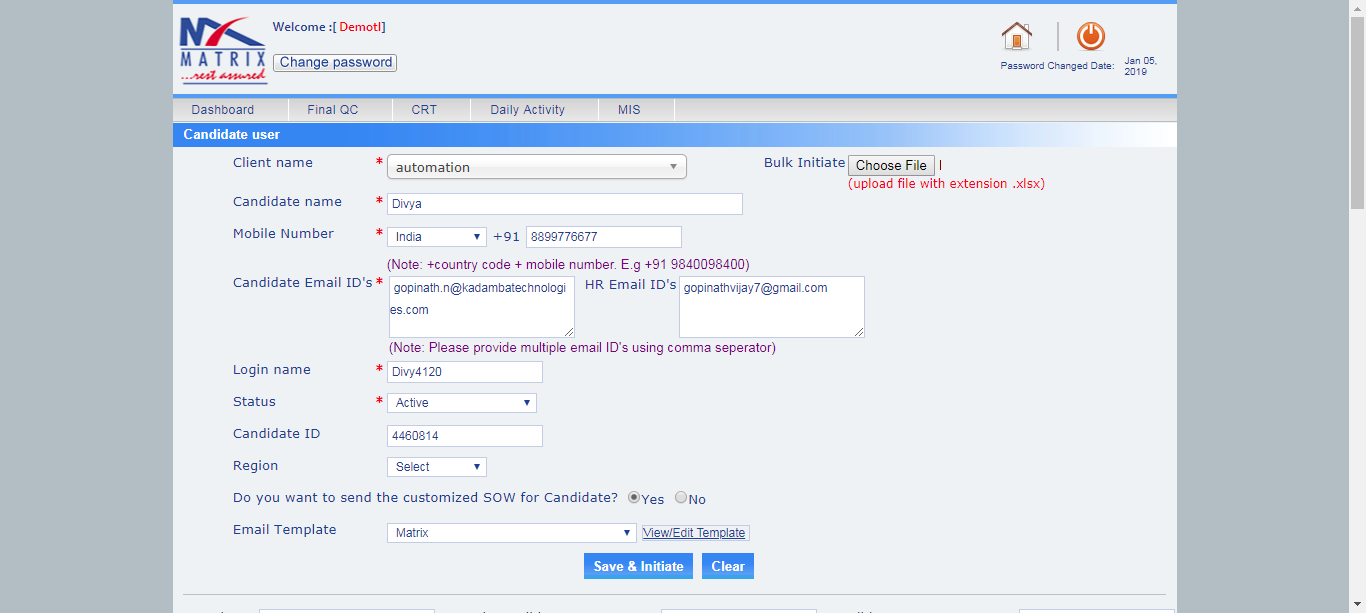 MATRIX
...rest assured
Welcome :[ Demotl]
Change password
Password Changed Date: Jan 05, 2019
Dashboard Final QC CRT Daily Activity MIS
Candidate user
Client name * automation Bulk Initiate Choose File
(upload file with extension .xlsx)
Candidate name * Divya
Mobile Number * India +91 8899776677
(Note: +country code + mobile number. E.g +91 9840098400)
Candidate Email ID's * gopinath.n@kadambatechnologi
es.com
HR Email ID's gopinathvijay7@gmail.com
(Note: Please provide multiple email ID's using comma seperator)
Login name * Divy4120
Status * Active
Candidate ID 4460814
Region Select
Do you want to send the customized SOW for Candidate? Yes No
Email Template Matrix View/Edit Template
Save & Initiate Clear